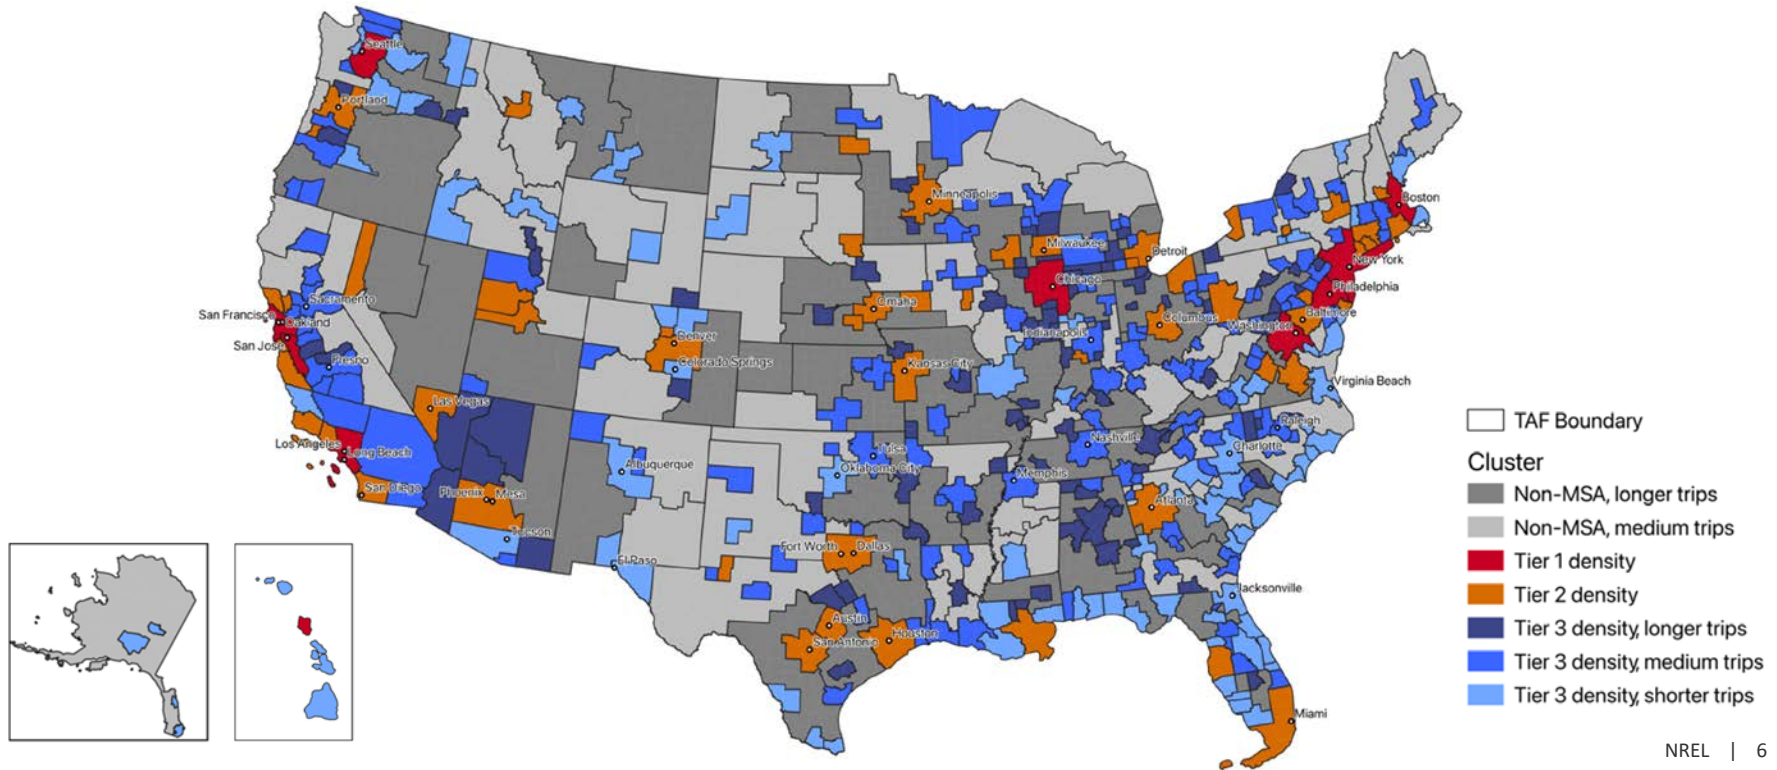 Seattle
Portland
Minneapolis
Boston
Milwaukee
Detroit
New York
Chicago
Philadelphia
Sacramento
Omaha
Baltimore
San Francisco
Oakland
Columbus
Washington
Indianapolis
Denver
San Jose
Fresno
Colorado Springs
Kansas City
Virginia Beach
Las Vegas
Raleigh
TAF Boundary
Los Angeles
Long Beach
Nashville
Charlotte
Tulsa
Cluster
Albuquerque
Oklahoma City
Memphis
San Diego
Phoenix
Mesa
Non-MSA, longer trips
Atlanta
Non-MSA, medium trips
Tucson
Fort Worth
Dallas
El Paso
Tier 1 density
Jacksonville
Tier 2 density
Austin
Tier 3 density, longer trips
San Antonio
Houston
Tier 3 density, medium trips
Tier 3 density, shorter trips
Miami
NREL | 6